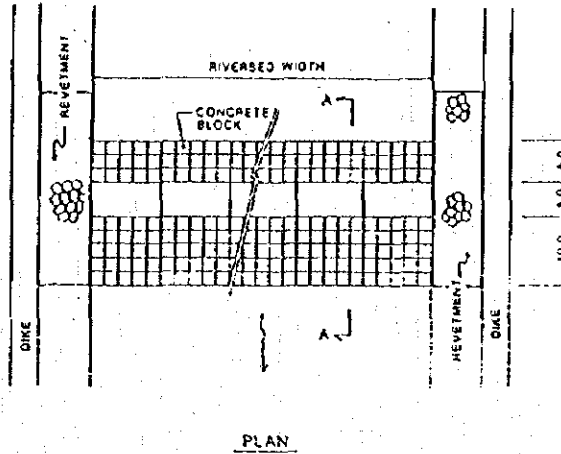 RIVERSED WIDTH
A
REVETMENT
CONCRETE
BLOCK
A
REVETMENT
DIKE
DIKE
PLAN